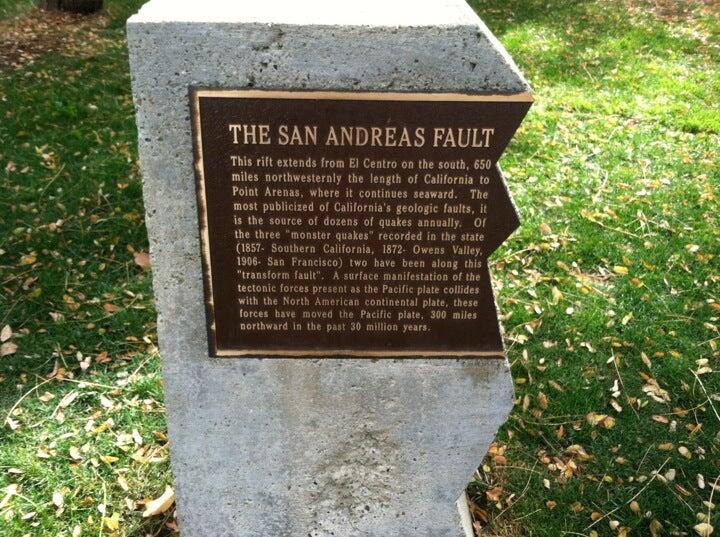 THE SAN ANDREAS FAULT
This rift extends from El Centro on the south, 650
miles northwesternly the length of California to
Point Arenas, where it continues seaward. The
most publicized of California's geologic faults, it
is the source of dozens of quakes annually. Of
the three "monster quakes" recorded in the state
(1857- Southern California, 1872- Owens Valley,
1906- San Francisco) two have been along this
"transform fault". A surface manifestation of the
tectonic forces present as the Pacific plate collides
with the North American continental plate, these
forces have moved the Pacific plate, 300 miles
northward in the past 30 million years.